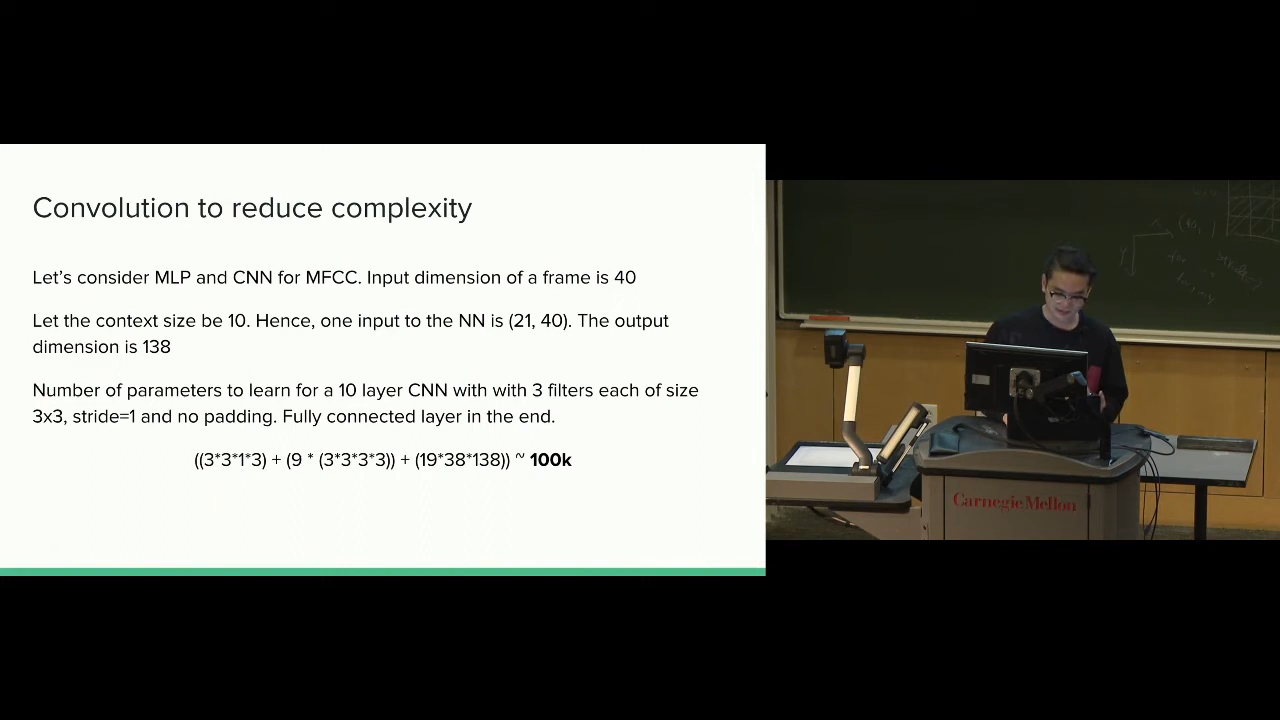 Convolution to reduce complexity
Let's consider MLP and CNN for MFCC. Input dimension of a frame is 40
Let the context size be 10. Hence, one input to the NN is (21, 40). The output
dimension is 138
Number of parameters to learn for a 10 layer CNN with with 3 filters each of size
3x3, stride=1 and no padding. Fully connected layer in the end.
((3*3*1*3) + (9 * (3*3*3*3)) + (19*38*138)) ~ 100k
Carnegie Mellon